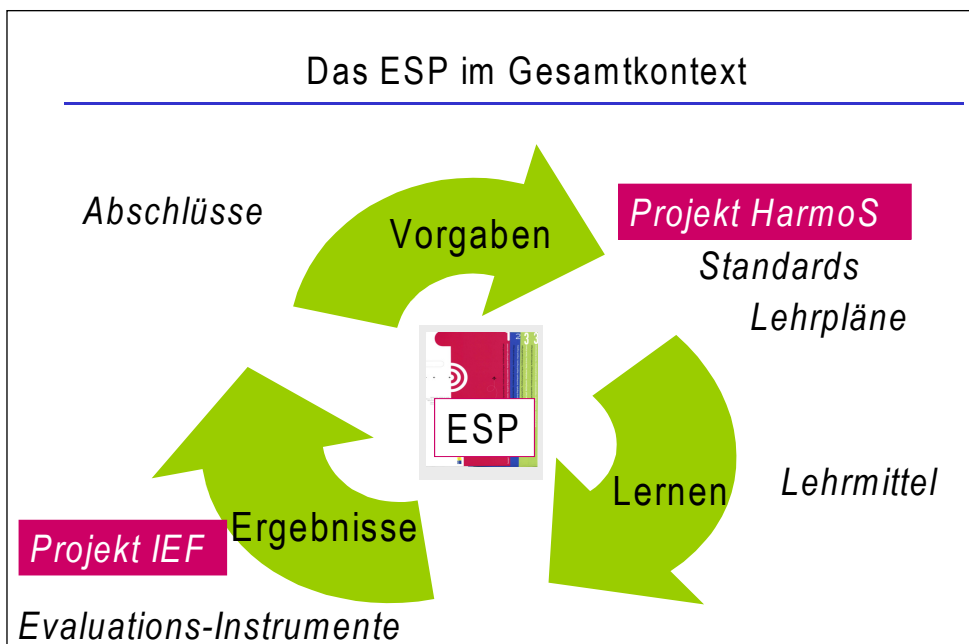 Das ESP im Gesamtkontext
Abschlüsse
Vorgaben
Projekt HarmoS
Standards
Lehrpläne
ESP
Lernen
Lehrmittel
Ergebnisse
Projekt IEF
Evaluations-Instrumente